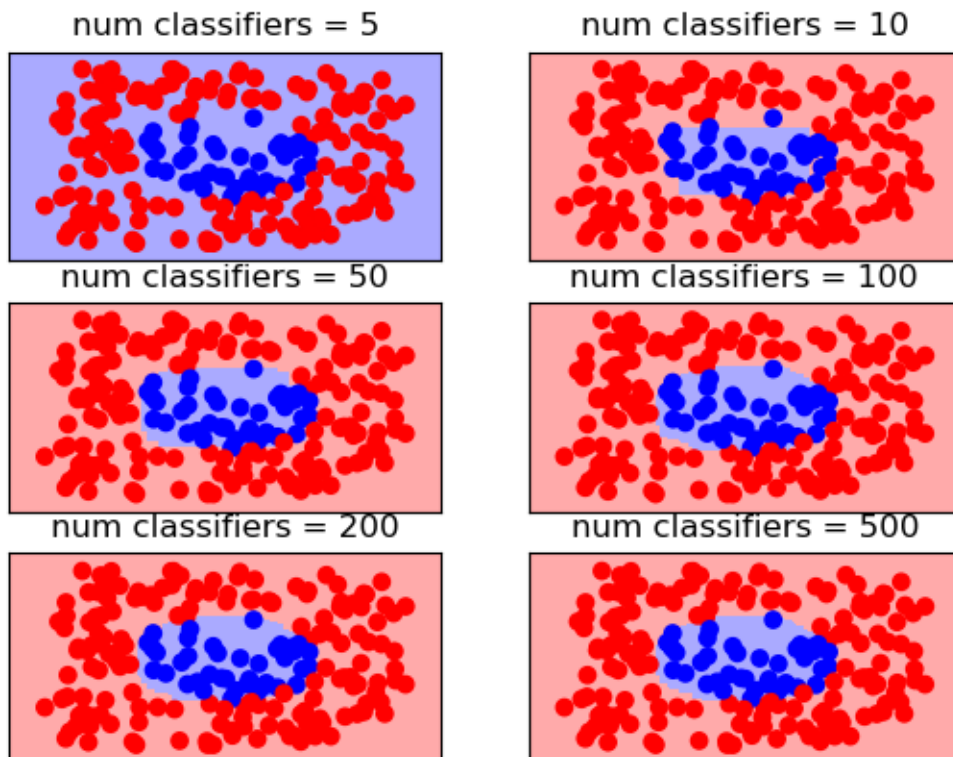 num classifiers = 5
num classifiers = 10
num classifiers = 50
num classifiers = 100
num classifiers = 200
num classifiers = 500